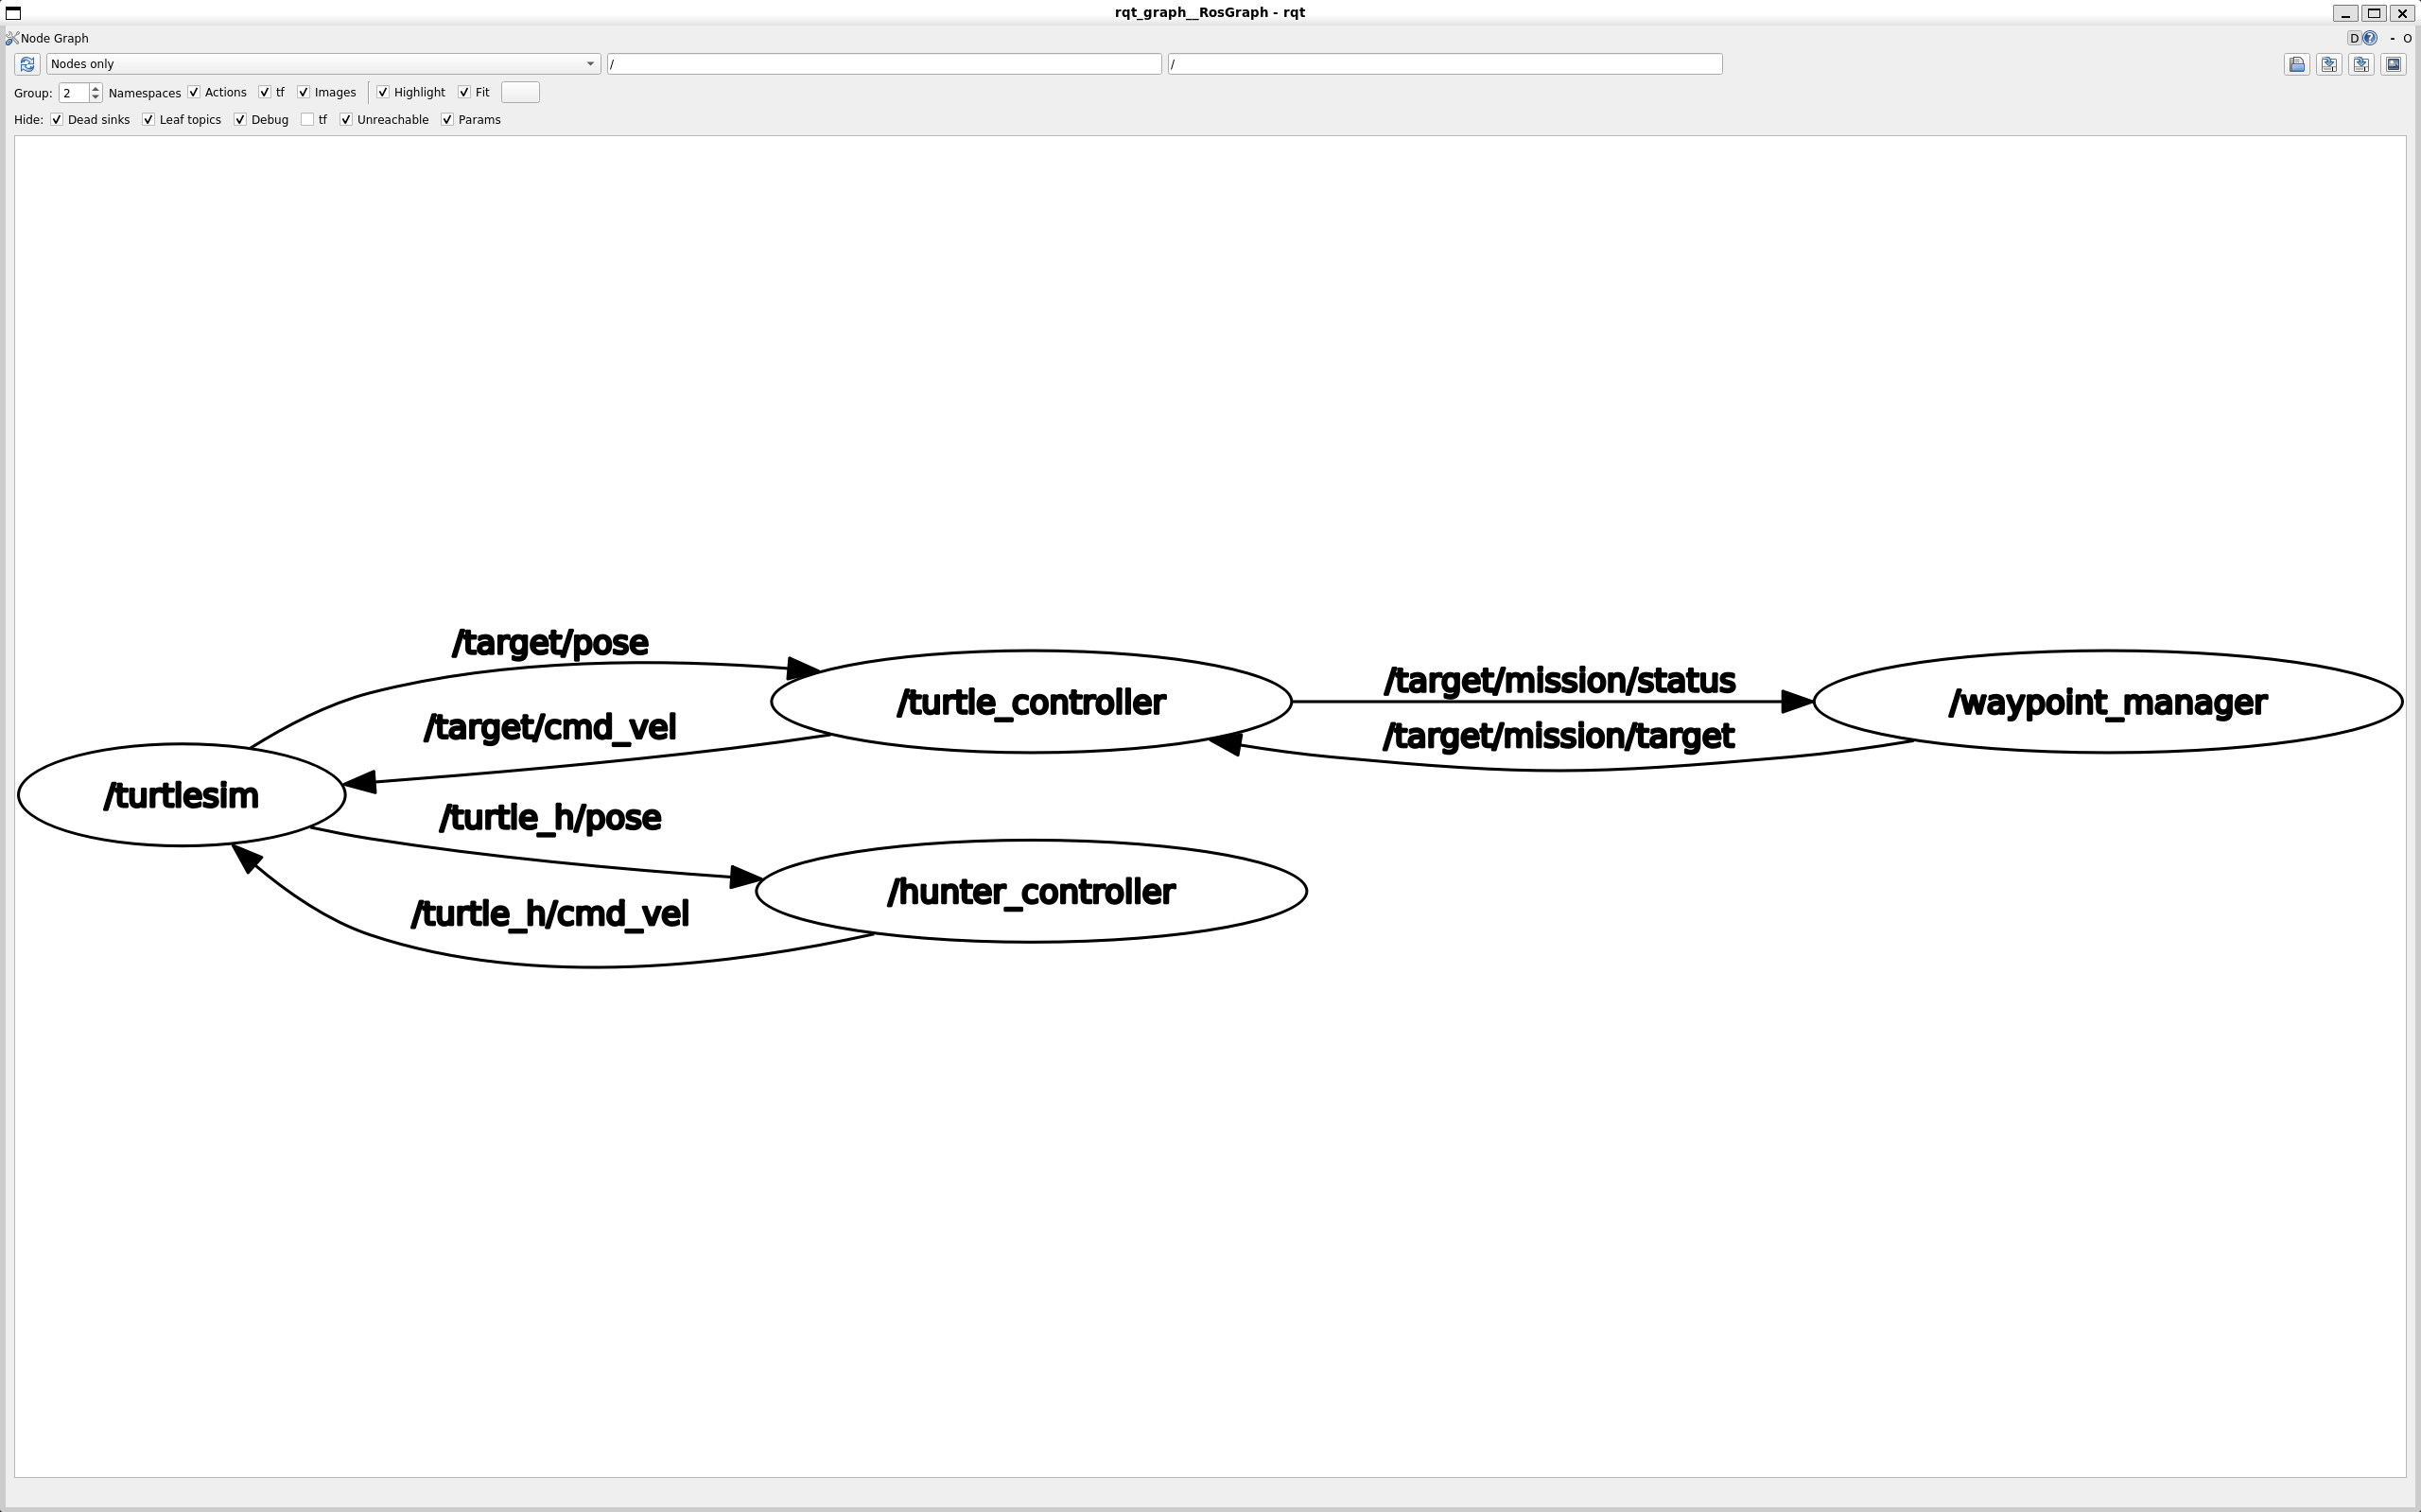 rqt_graph__RosGraph - rqt
Node Graph
D ? - O
Nodes only / /
Group: 2 Namespaces Actions tf Images Highlight Fit
Hide: Dead sinks Leaf topics Debug tf Unreachable Params
/target/pose
/target/mission/status
/turtle_controller
/waypoint_manager
/target/cmd_vel
/target/mission/target
/turtlesim
/turtle_h/pose
/hunter_controller
/turtle_h/cmd_vel